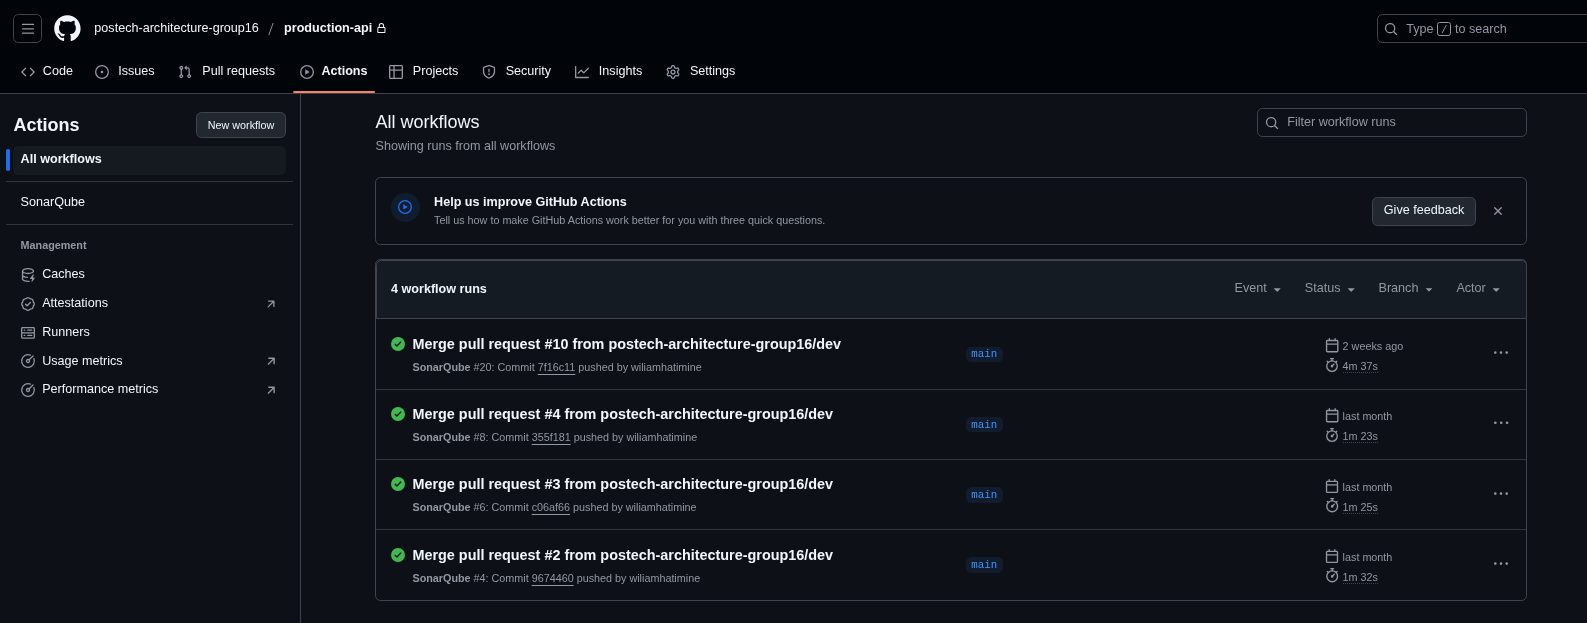 postech-architecture-group16 / production-api
Type / to search
Code Issues Pull requests Actions Projects Security Insights Settings
Actions
New workflow
All workflows
SonarQube
Management
Caches
Attestations
Runners
Usage metrics
Performance metrics
All workflows
Showing runs from all workflows
Filter workflow runs
Help us improve GitHub Actions
Tell us how to make GitHub Actions work better for you with three quick questions.
Give feedback
4 workflow runs
Event Status Branch Actor
Merge pull request #10 from postech-architecture-group16/dev
SonarQube #20: Commit 7f16c11 pushed by wiliamhatimine
main
2 weeks ago
4m 37s
Merge pull request #4 from postech-architecture-group16/dev
SonarQube #8: Commit 355f181 pushed by wiliamhatimine
main
last month
1m 23s
Merge pull request #3 from postech-architecture-group16/dev
SonarQube #6: Commit c06af66 pushed by wiliamhatimine
main
last month
1m 25s
Merge pull request #2 from postech-architecture-group16/dev
SonarQube #4: Commit 9674460 pushed by wiliamhatimine
main
last month
1m 32s